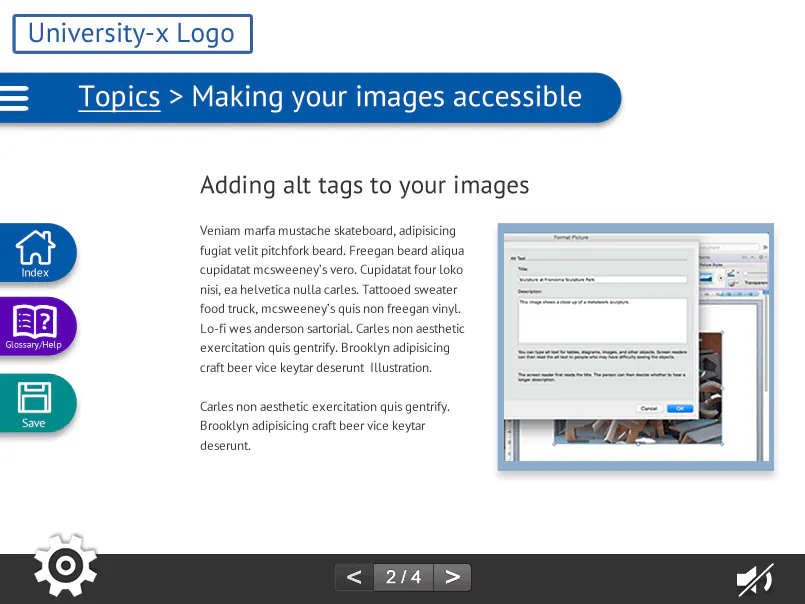 University-x Logo
Topics > Making your images accessible
Adding alt tags to your images
Veniam marfa mustache skateboard, adipisicing
fugiat velit pitchfork beard. Freegan beard aliqua
cupidatat mcsweeney's vero. Cupidatat four loko
nisi, ea helvetica nulla carles. Tattooed sweater
food truck, mcsweeney's quis non freegan vinyl.
Lo-fi wes anderson sartorial. Carles non aesthetic
exercitation quis gentrify. Brooklyn adipisicing
craft beer vice keytar deserunt  Illustration.
Carles non aesthetic exercitation quis gentrify.
Brooklyn adipisicing craft beer vice keytar
deserunt.
Index
Glossary/Help
Save
Format Picture
Alt Text
Title:
Sculpture at Fransisma Sculpture Park
Description:
This image shows a close up of a metalwork sculpture.
You can type alt text for tables, diagrams, images, and other objects. Screen readers
can then read the alt text to people who may have difficulty seeing the objects.
The screen reader first reads the title. The person can then decide whether to hear a
longer description.
Cancel
OK
Picture Styles
< 2 / 4 >